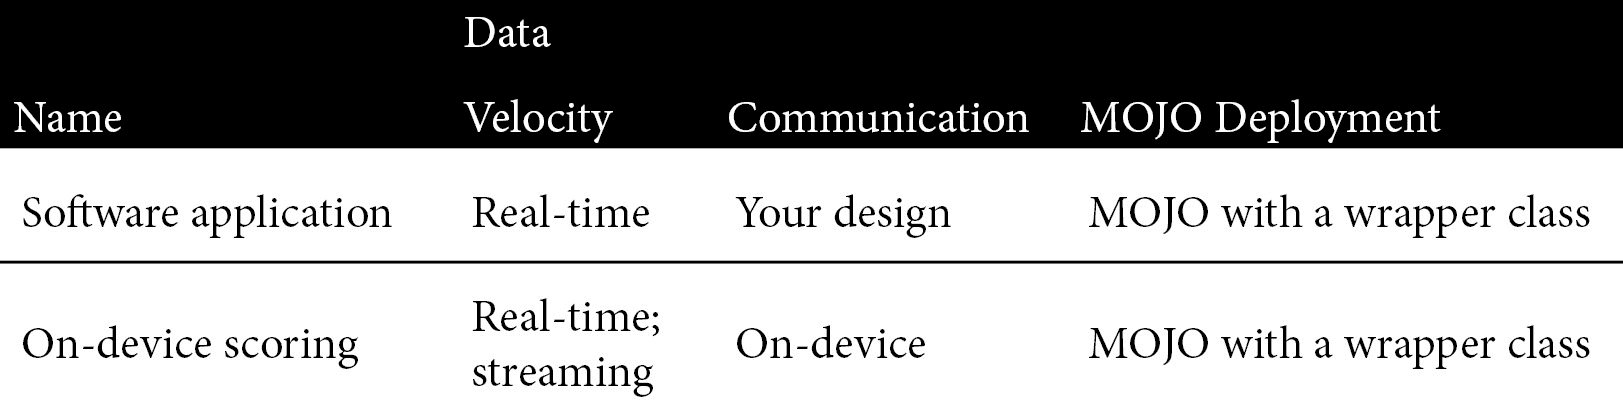 Data
Name Velocity Communication MOJO Deployment
Software application Real-time Your design MOJO with a wrapper class
Real-time;
On-device scoring On-device MOJO with a wrapper class
streaming